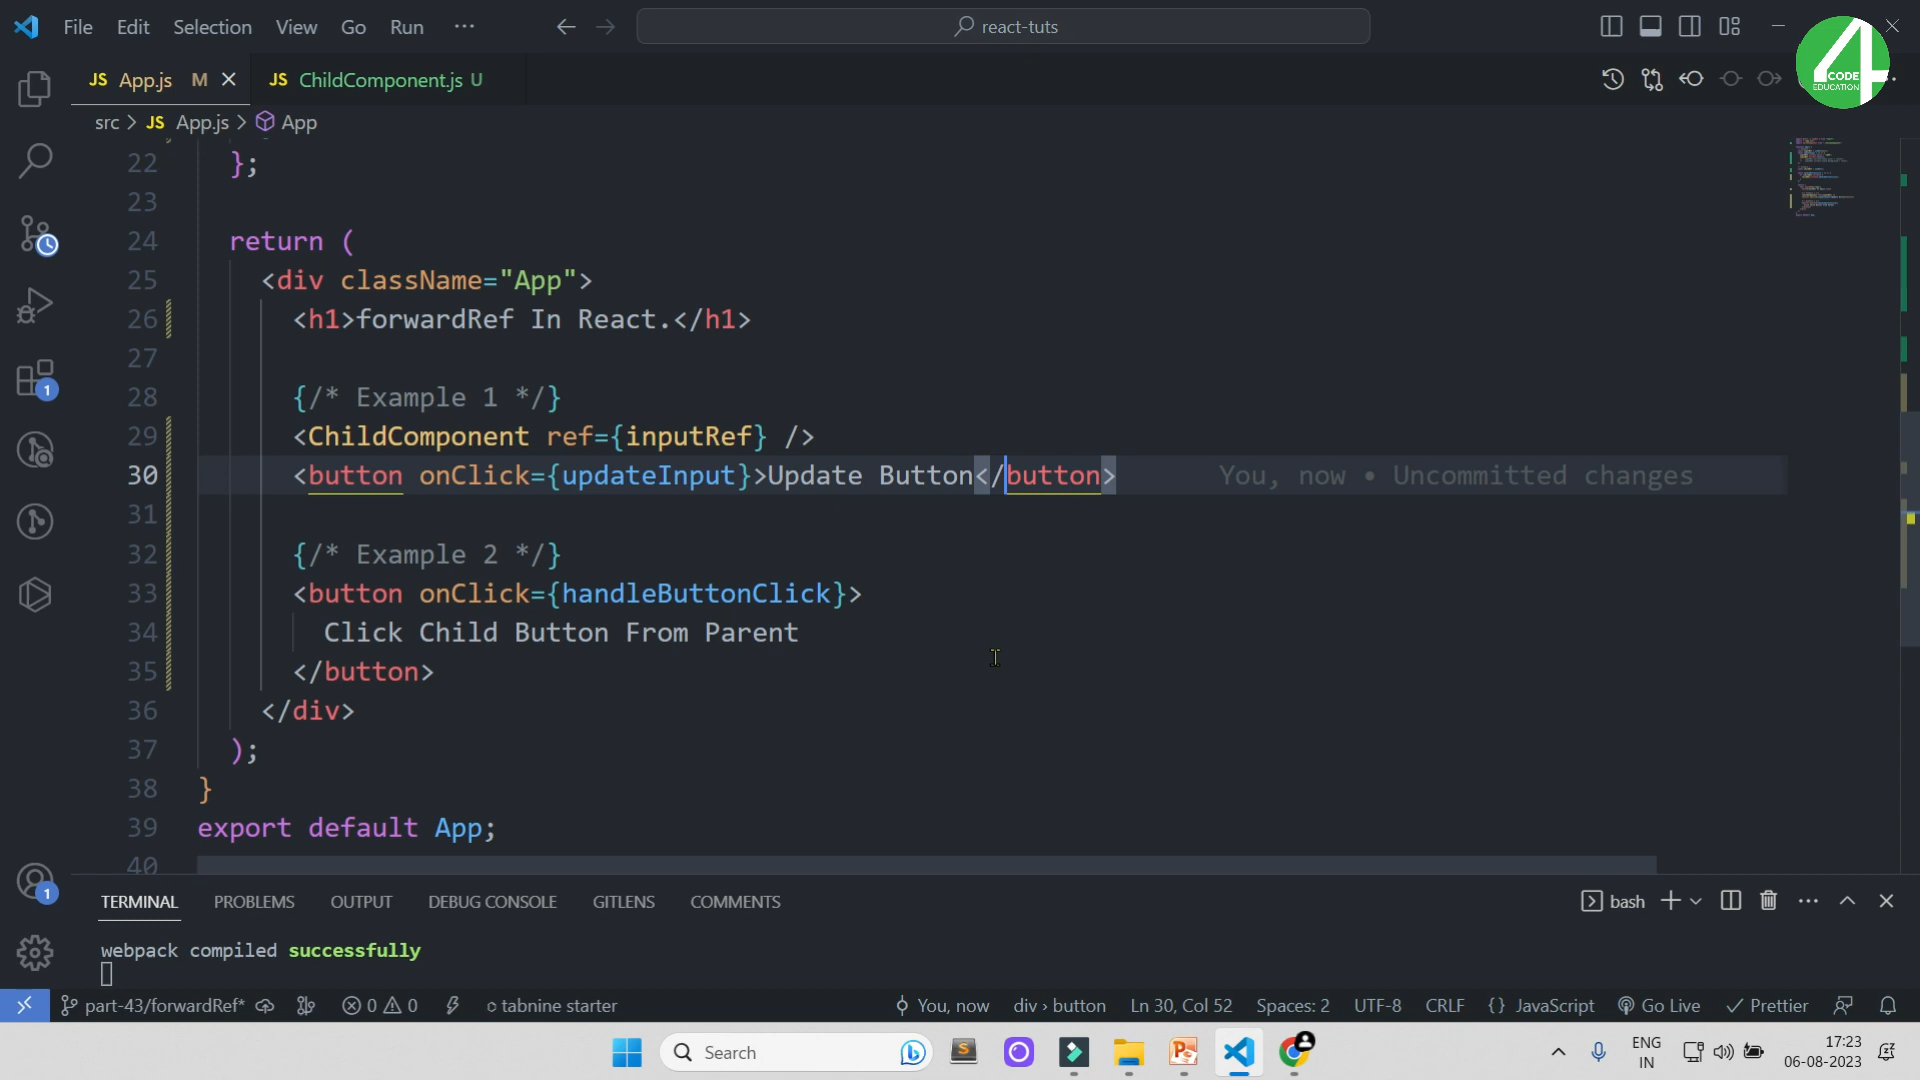 File Edit Selection View Go Run ··· react-tuts
4 CODE EDUCATION
JS App.js M JS ChildComponent.js U
src > JS App.js > App
22 };
23
24 return (
25 <div className="App">
26 <h1>forwardRef In React.</h1>
27
28 {/* Example 1 */}
29 <ChildComponent ref={inputRef} />
30 <button onClick={updateInput}>Update Button</button> You, now • Uncommitted changes
31
32 {/* Example 2 */}
33 <button onClick={handleButtonClick}>
34 Click Child Button From Parent
35 </button>
36 </div>
37 );
38 }
39 export default App;
40
TERMINAL PROBLEMS OUTPUT DEBUG CONSOLE GITLENS COMMENTS bash
webpack compiled successfully
part-43/forwardRef* 0 0 tabnine starter You, now div › button Ln 30, Col 52 Spaces: 2 UTF-8 CRLF {} JavaScript Go Live Prettier
Search ENG IN 17:23 06-08-2023
1
1